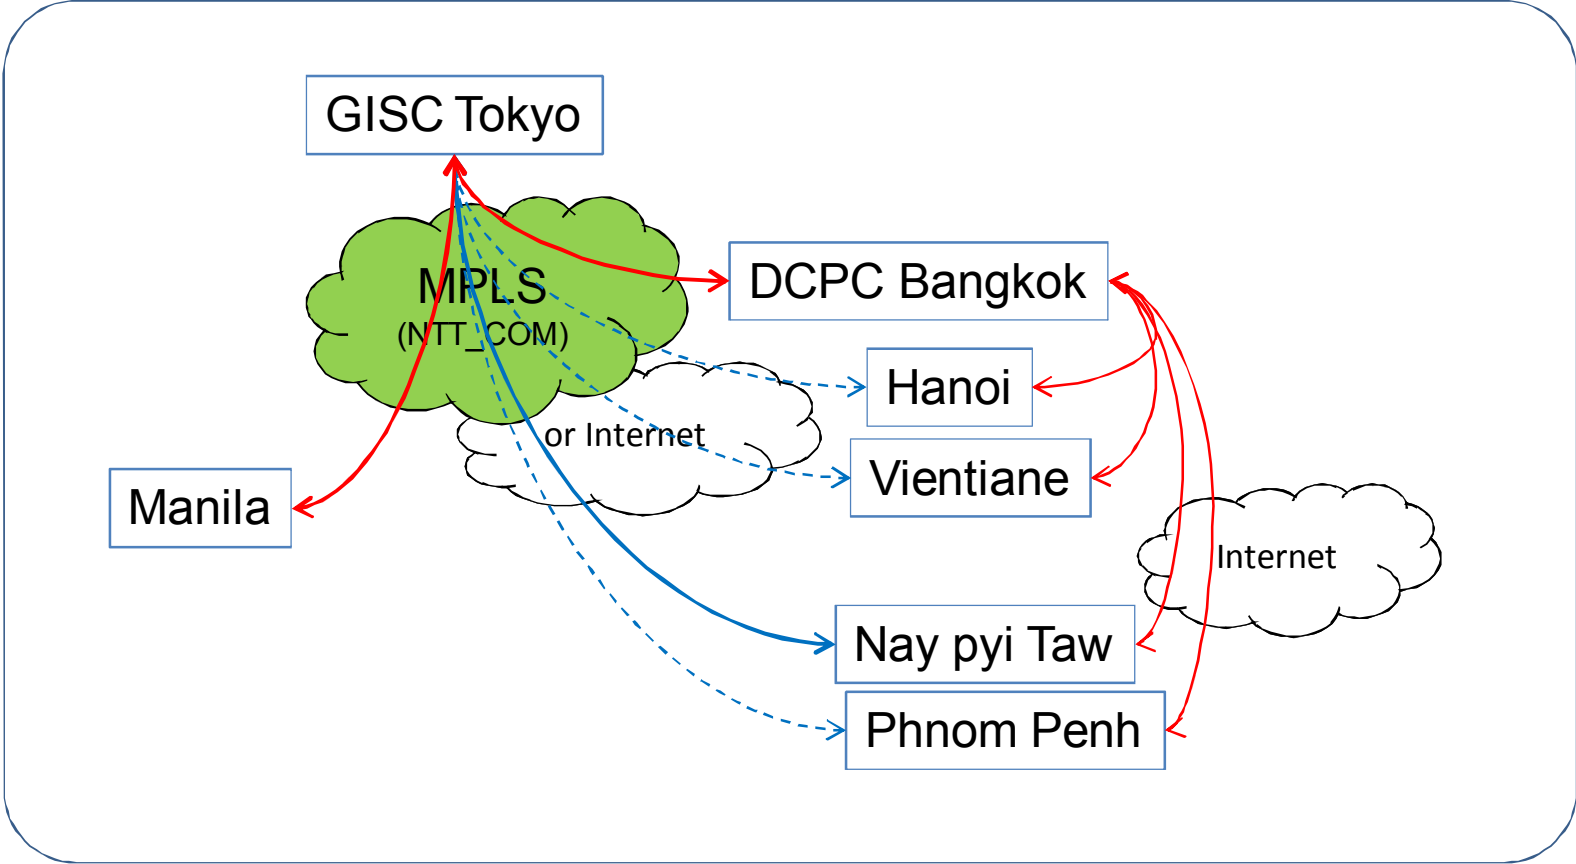 GISC Tokyo
MPLS
(NTT_COM)
DCPC Bangkok
Hanoi
or Internet
Vientiane
Manila
Internet
Nay pyi Taw
Phnom Penh